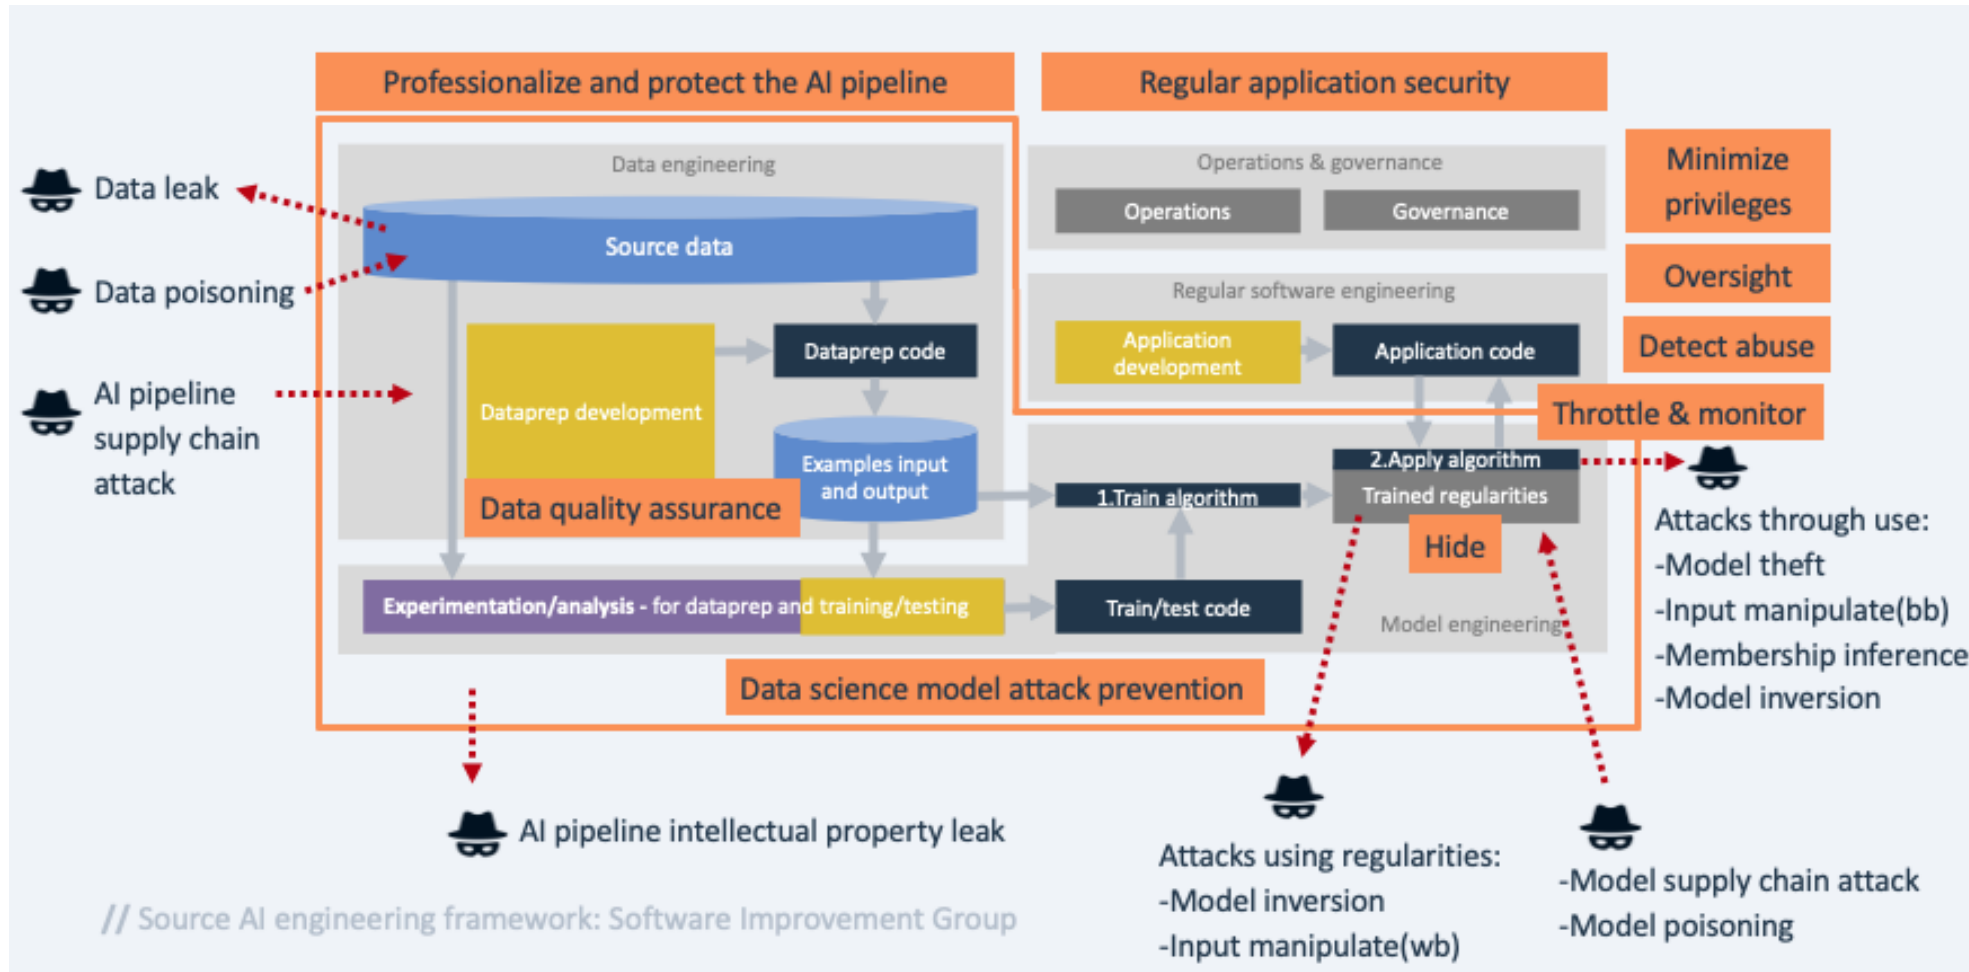 Professionalize and protect the AI pipeline
Regular application security
Data engineering
Operations & governance
Minimize
privileges
Data leak
Operations
Governance
Source data
Oversight
Data poisoning
Regular software engineering
Dataprep code
Application
development
Application code
Detect abuse
AI pipeline
supply chain
attack
Dataprep development
Throttle & monitor
Examples input
and output
2.Apply algorithm
1.Train algorithm
Trained regularities
Data quality assurance
Hide
Attacks through use:
-Model theft
-Input manipulate(bb)
-Membership inference
-Model inversion
Experimentation/analysis - for dataprep and training/testing
Train/test code
Model engineering
Data science model attack prevention
AI pipeline intellectual property leak
Attacks using regularities:
-Model inversion
-Input manipulate(wb)
-Model supply chain attack
-Model poisoning
// Source AI engineering framework: Software Improvement Group